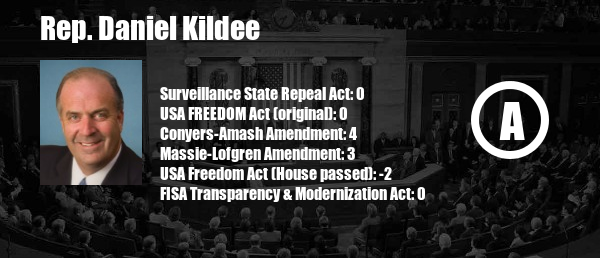 Rep. Daniel Kildee
Surveillance State Repeal Act: 0
USA FREEDOM Act (original): 0
Conyers-Amash Amendment: 4
Massie-Lofgren Amendment: 3
USA Freedom Act (House passed): -2
FISA Transparency & Modernization Act: 0
A